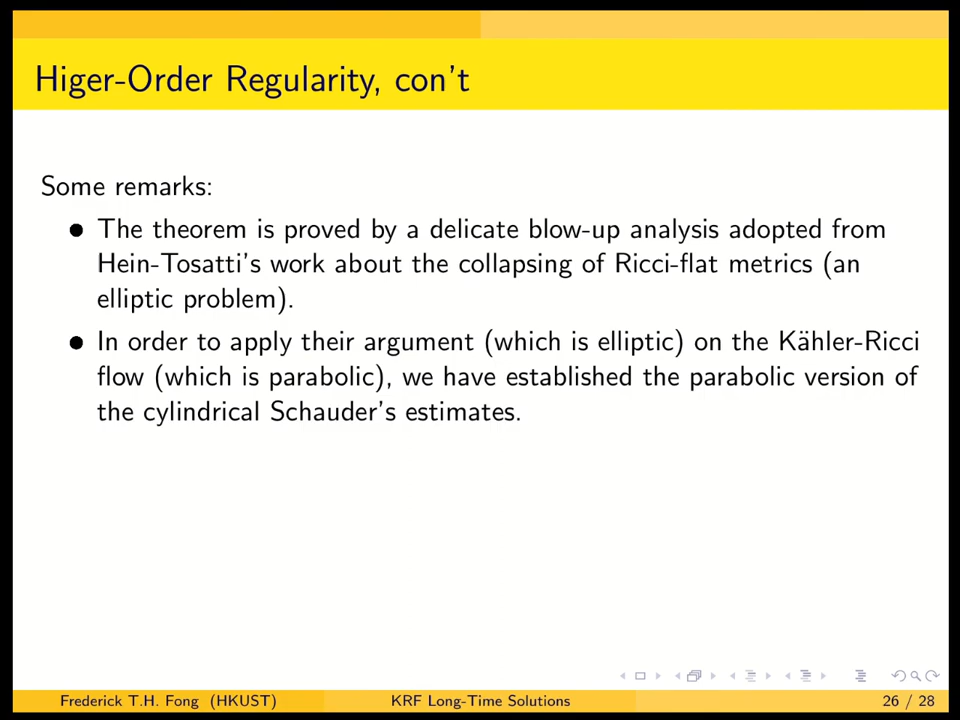 Higer-Order Regularity, con't
Some remarks:
● The theorem is proved by a delicate blow-up analysis adopted from
Hein-Tosatti's work about the collapsing of Ricci-flat metrics (an
elliptic problem).
● In order to apply their argument (which is elliptic) on the Kähler-Ricci
flow (which is parabolic), we have established the parabolic version of
the cylindrical Schauder's estimates.
Frederick T.H. Fong (HKUST) KRF Long-Time Solutions 26 / 28